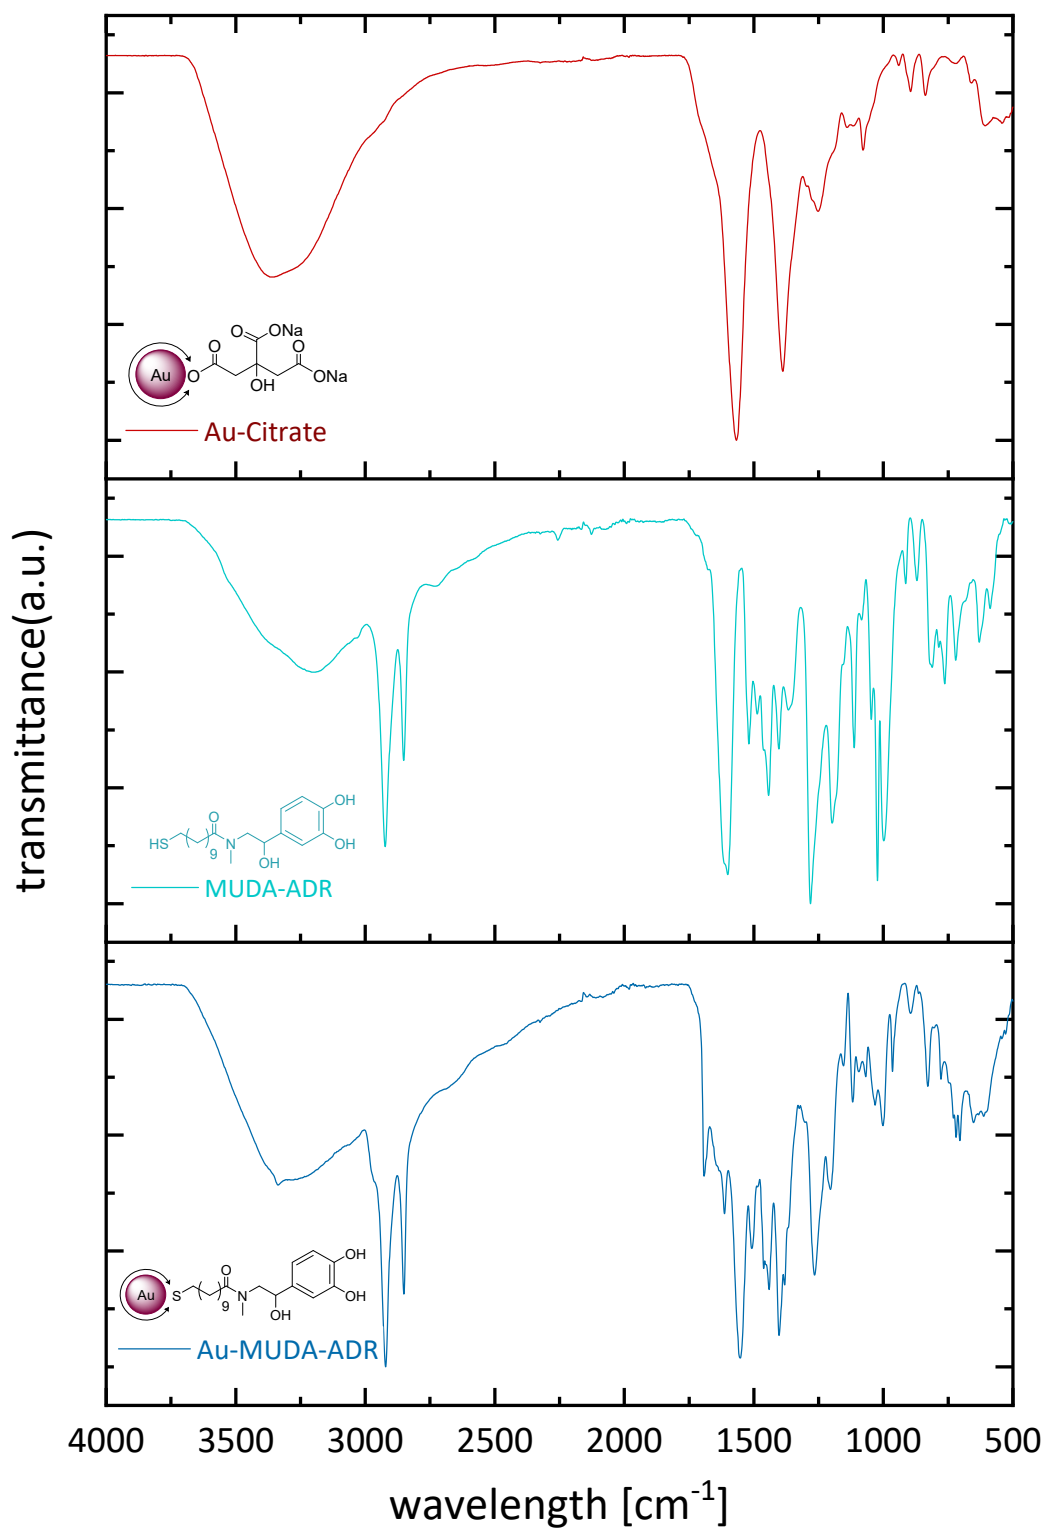 transmittance(a.u.)
O
ONa
O
O
Au
O
OH
ONa
Au-Citrate
OH
O
HS
9
N
OH
OH
MUDA-ADR
OH
O
Au
S
9
N
OH
OH
Au-MUDA-ADR
4000 3500 3000 2500 2000 1500 1000 500
wavelength [cm⁻¹]